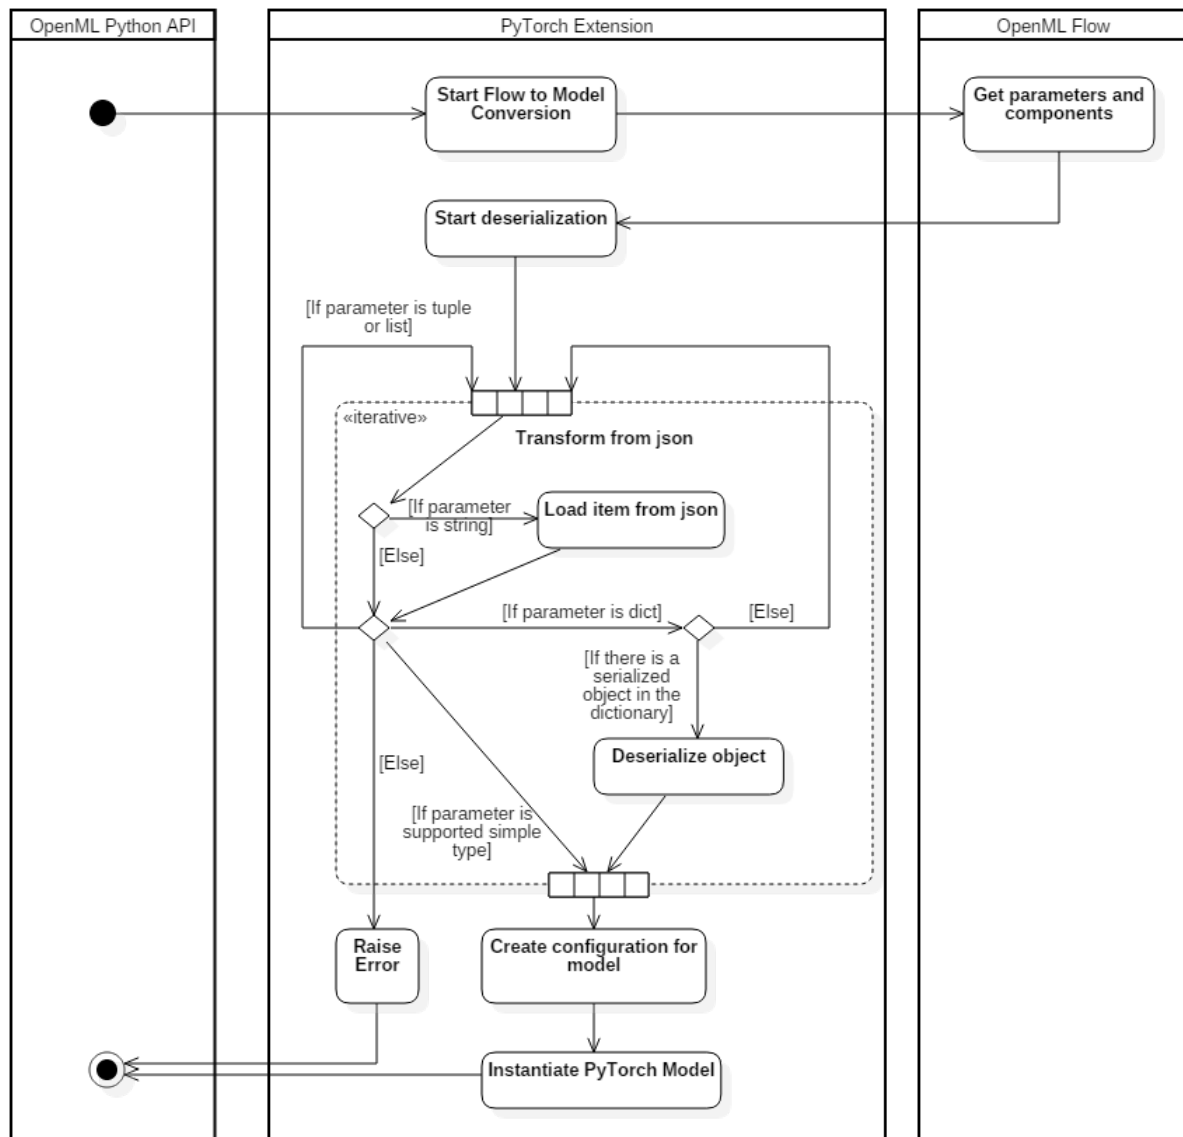 OpenML Python API
PyTorch Extension
OpenML Flow
Start Flow to Model
Conversion
Get parameters and
components
Start deserialization
[If parameter is tuple
or list]
«iterative»
Transform from json
[If parameter
is string]
Load item from json
[Else]
[If parameter is dict]
[Else]
[If there is a
serialized
object in the
dictionary]
Deserialize object
[Else]
[If parameter is
supported simple
type]
Raise
Error
Create configuration for
model
Instantiate PyTorch Model